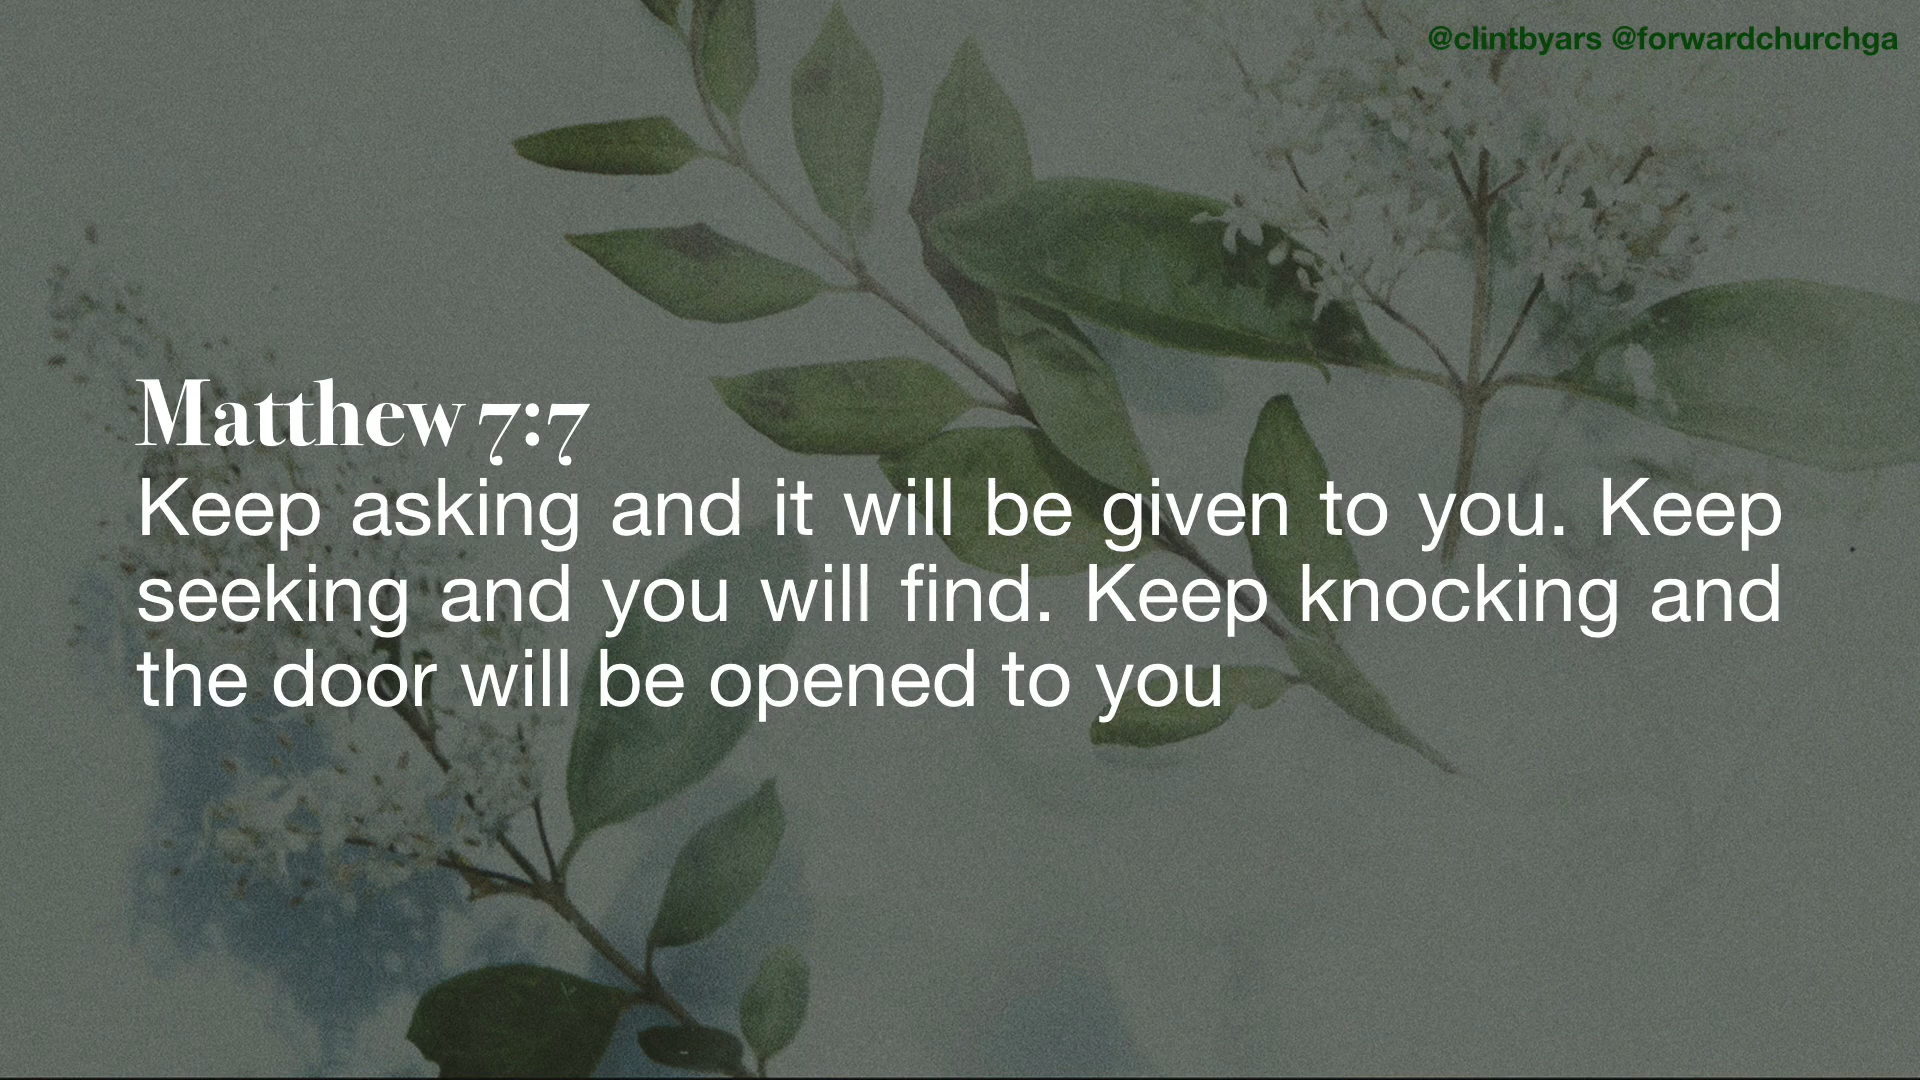 @clintbyars @forwardchurchga
Matthew 7:7
Keep asking and it will be given to you. Keep
seeking and you will find. Keep knocking and
the door will be opened to you